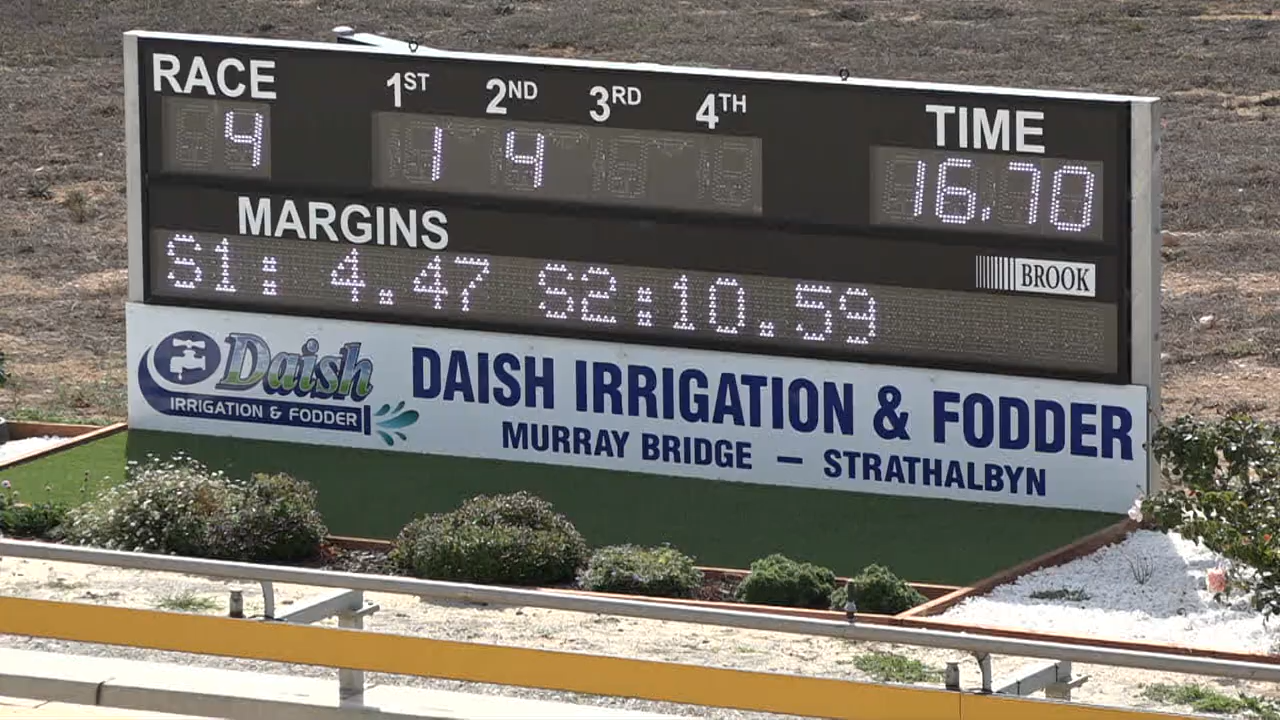 RACE 1ST 2ND 3RD 4TH TIME
4 1 4 16.70
MARGINS
S1: 4.47 S2:10.59
BROOK
Daish
IRRIGATION & FODDER
DAISH IRRIGATION & FODDER
MURRAY BRIDGE – STRATHALBYN